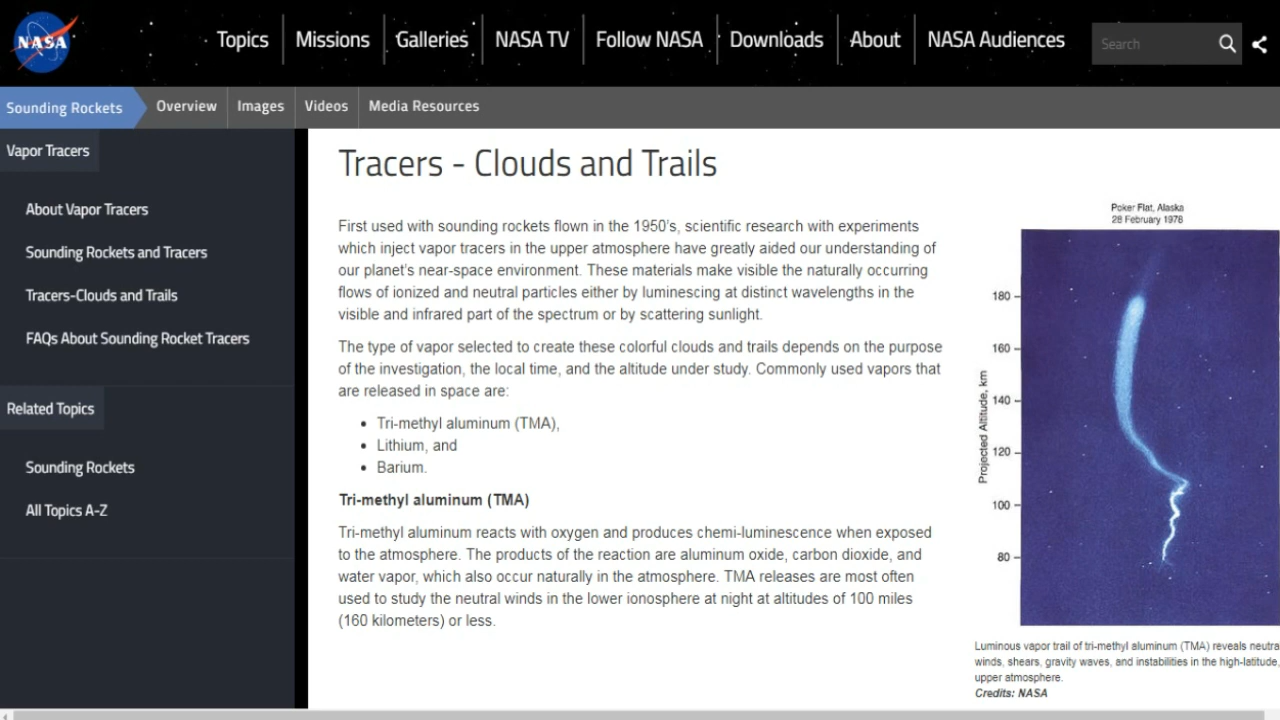 NASA
Topics
Missions
Galleries
NASA TV
Follow NASA
Downloads
About
NASA Audiences
Search
Sounding Rockets
Overview
Images
Videos
Media Resources
Vapor Tracers
About Vapor Tracers
Sounding Rockets and Tracers
Tracers-Clouds and Trails
FAQs About Sounding Rocket Tracers
Related Topics
Sounding Rockets
All Topics A-Z
Tracers - Clouds and Trails
First used with sounding rockets flown in the 1950's, scientific research with experiments
which inject vapor tracers in the upper atmosphere have greatly aided our understanding of
our planet's near-space environment. These materials make visible the naturally occurring
flows of ionized and neutral particles either by luminescing at distinct wavelengths in the
visible and infrared part of the spectrum or by scattering sunlight.
The type of vapor selected to create these colorful clouds and trails depends on the purpose
of the investigation, the local time, and the altitude under study. Commonly used vapors that
are released in space are:
• Tri-methyl aluminum (TMA),
• Lithium, and
• Barium.
Tri-methyl aluminum (TMA)
Tri-methyl aluminum reacts with oxygen and produces chemi-luminescence when exposed
to the atmosphere. The products of the reaction are aluminum oxide, carbon dioxide, and
water vapor, which also occur naturally in the atmosphere. TMA releases are most often
used to study the neutral winds in the lower ionosphere at night at altitudes of 100 miles
(160 kilometers) or less.
Poker Flat, Alaska
28 February 1978
Projected Altitude, km
180
160
140
120
100
80
Luminous vapor trail of tri-methyl aluminum (TMA) reveals neutra
winds, shears, gravity waves, and instabilities in the high-latitude,
upper atmosphere.
Credits: NASA